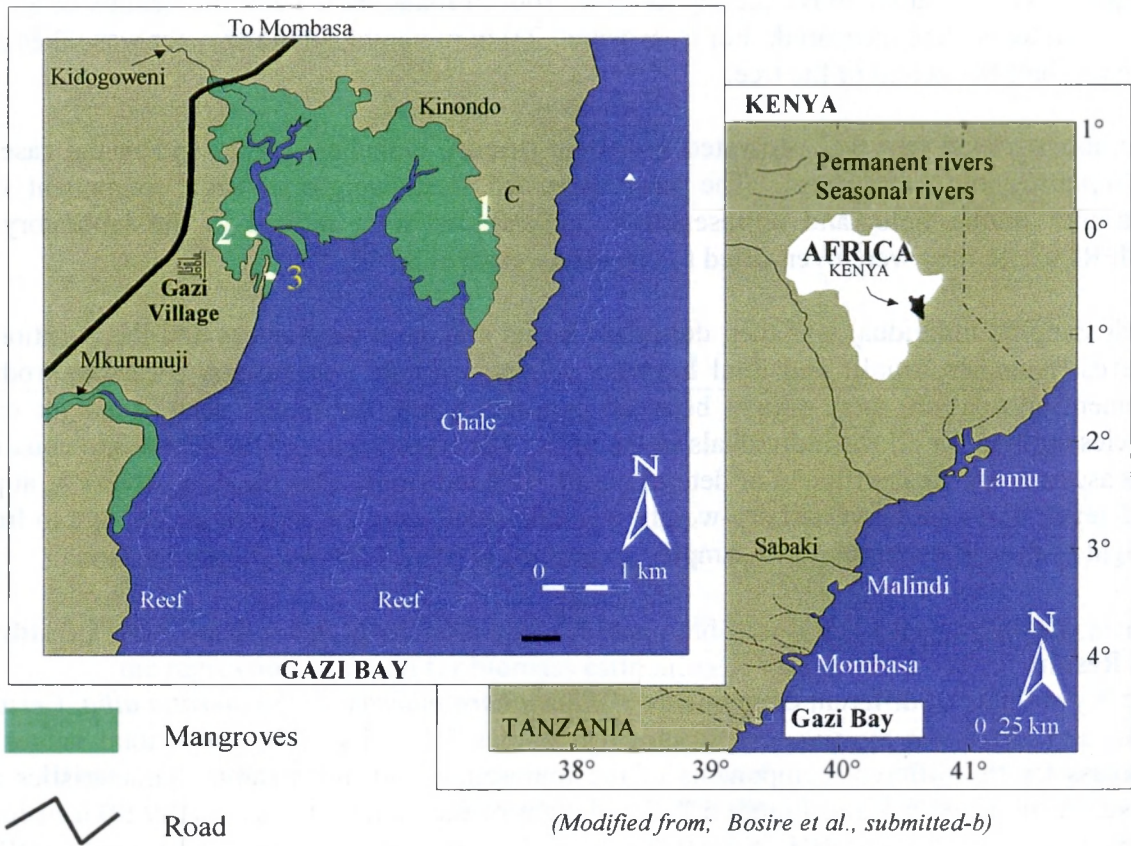 To Mombasa
Kidogoweni
Kinondo
C
1
2
3
Gazi
Village
Mkurumuji
Chale
N
0 1 km
Reef Reef
GAZI BAY
Mangroves
Road
KENYA
Permanent rivers
Seasonal rivers
AFRICA
KENYA
1°
0°
1°
2°
3°
4°
Lamu
Sabaki
Malindi
Mombasa
N
TANZANIA
Gazi Bay
0 25 km
38 39 40 41
(Modified from; Bosire et al., submitted-b)